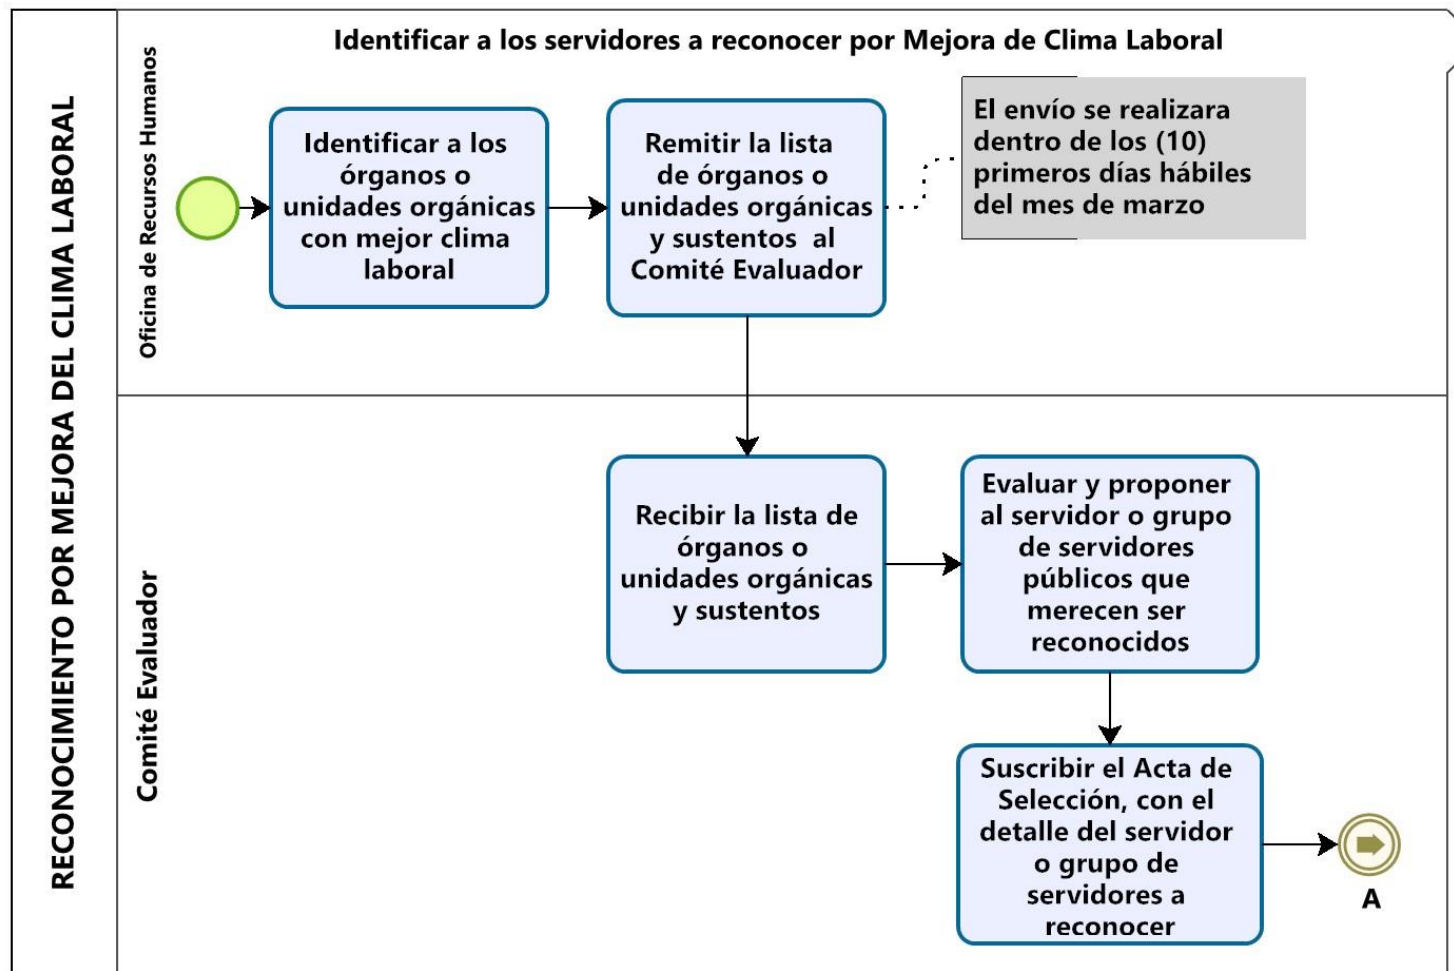 RECONOCIMIENTO POR MEJORA DEL CLIMA LABORAL
Identificar a los servidores a reconocer por Mejora de Clima Laboral
Oficina de Recursos Humanos
Identificar a los
órganos o
unidades orgánicas
con mejor clima
laboral
Remitir la lista
de órganos o
unidades orgánicas
y sustentos al
Comité Evaluador
El envío se realizara
dentro de los (10)
primeros días hábiles
del mes de marzo
Comité Evaluador
Recibir la lista de
órganos o
unidades orgánicas
y sustentos
Evaluar y proponer
al servidor o grupo
de servidores
públicos que
merecen ser
reconocidos
Suscribir el Acta de
Selección, con el
detalle del servidor
o grupo de
servidores a
reconocer
A